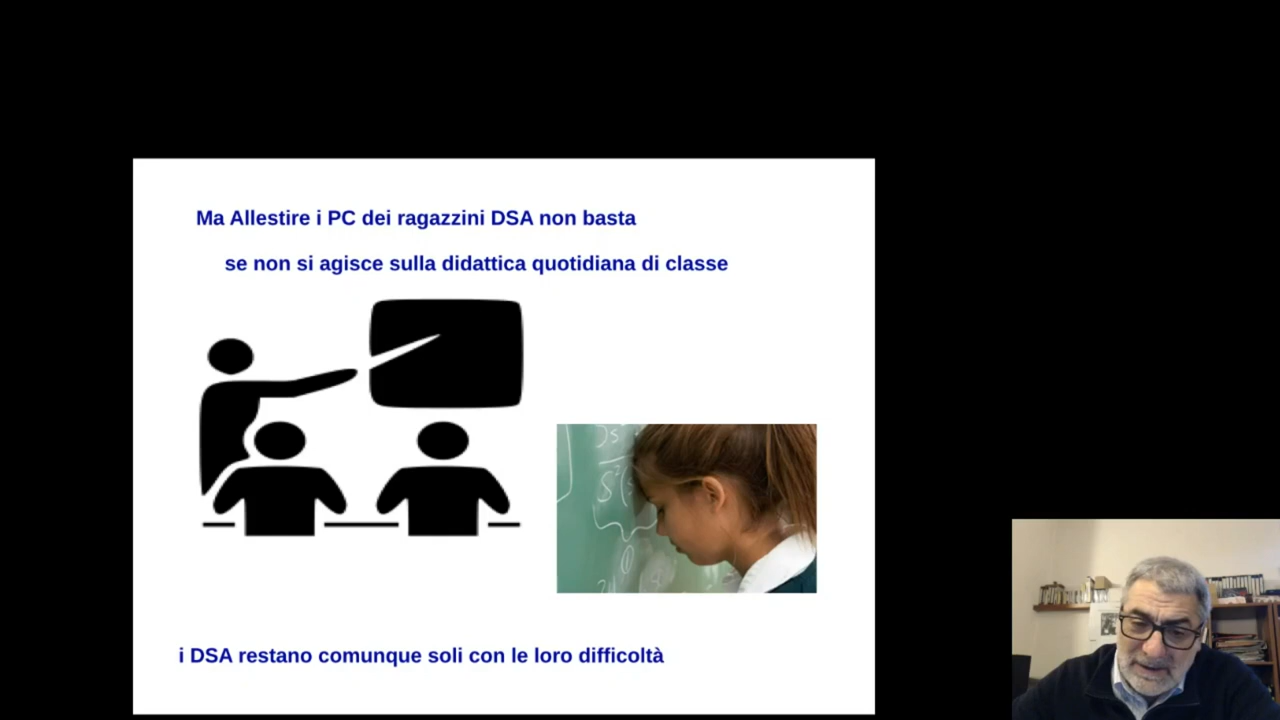 Ma Allestire i PC dei ragazzini DSA non basta
se non si agisce sulla didattica quotidiana di classe
i DSA restano comunque soli con le loro difficoltà